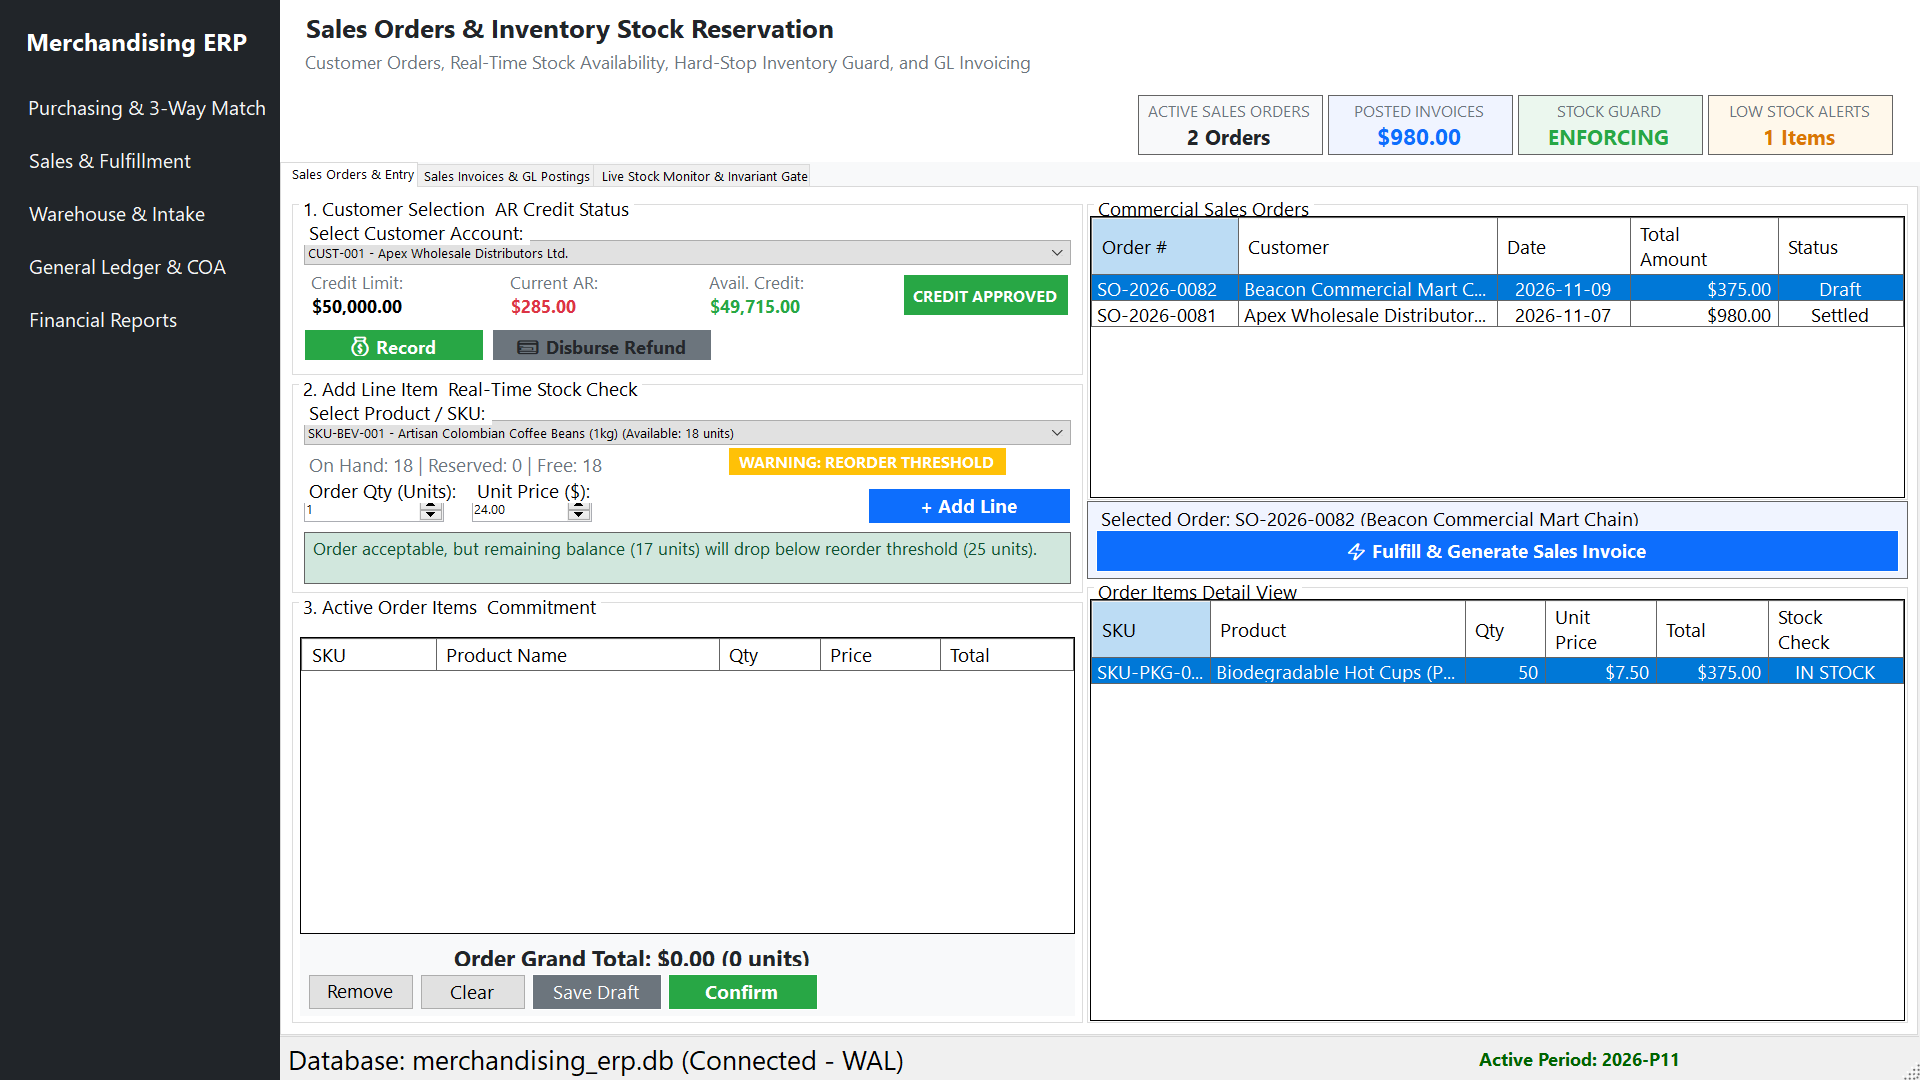 Merchandising ERP
Purchasing & 3-Way Match
Sales & Fulfillment
Warehouse & Intake
General Ledger & COA
Financial Reports
Sales Orders & Inventory Stock Reservation
Customer Orders, Real-Time Stock Availability, Hard-Stop Inventory Guard, and GL Invoicing
ACTIVE SALES ORDERS
2 Orders
POSTED INVOICES
$980.00
STOCK GUARD
ENFORCING
LOW STOCK ALERTS
1 Items
Sales Orders & Entry
Sales Invoices & GL Postings
Live Stock Monitor & Invariant Gate
1. Customer Selection  AR Credit Status
Select Customer Account:
CUST-001 - Apex Wholesale Distributors Ltd.
Credit Limit:
$50,000.00
Current AR:
$285.00
Avail. Credit:
$49,715.00
CREDIT APPROVED
Record
Disburse Refund
2. Add Line Item  Real-Time Stock Check
Select Product / SKU:
SKU-BEV-001 - Artisan Colombian Coffee Beans (1kg) (Available: 18 units)
On Hand: 18 | Reserved: 0 | Free: 18
WARNING: REORDER THRESHOLD
Order Qty (Units):
1
Unit Price ($):
24.00
+ Add Line
Order acceptable, but remaining balance (17 units) will drop below reorder threshold (25 units).
3. Active Order Items  Commitment
SKU Product Name Qty Price Total
Order Grand Total: $0.00 (0 units)
Remove
Clear
Save Draft
Confirm
Commercial Sales Orders
Order # Customer Date Total Amount Status
SO-2026-0082 Beacon Commercial Mart C... 2026-11-09 $375.00 Draft
SO-2026-0081 Apex Wholesale Distributor... 2026-11-07 $980.00 Settled
Selected Order: SO-2026-0082 (Beacon Commercial Mart Chain)
Fulfill & Generate Sales Invoice
Order Items Detail View
SKU Product Qty Unit Price Total Stock Check
SKU-PKG-0... Biodegradable Hot Cups (P... 50 $7.50 $375.00 IN STOCK
Database: merchandising_erp.db (Connected - WAL)
Active Period: 2026-P11